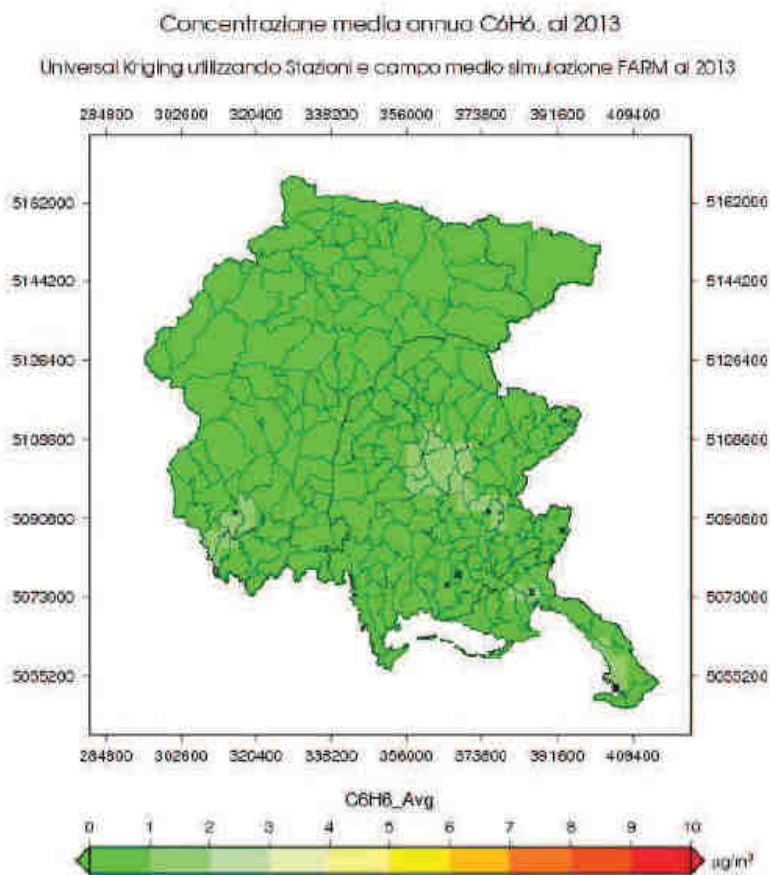 Concentrazione media annua C6H6, al 2013
Universal Kriging utilizzando Stazioni e campo medio simulazione FARM al 2013
284800 302600 320400 338200 356000 373800 391600 409400
5162000 5162000
5144200 5144200
5126400 5126400
5108600 5108600
5090800 5090800
5073000 5073000
5055200 5055200
284800 302600 320400 338200 356000 373800 391600 409400
C6H6_Avg
0 1 2 3 4 5 6 7 8 9 10
µg/m³